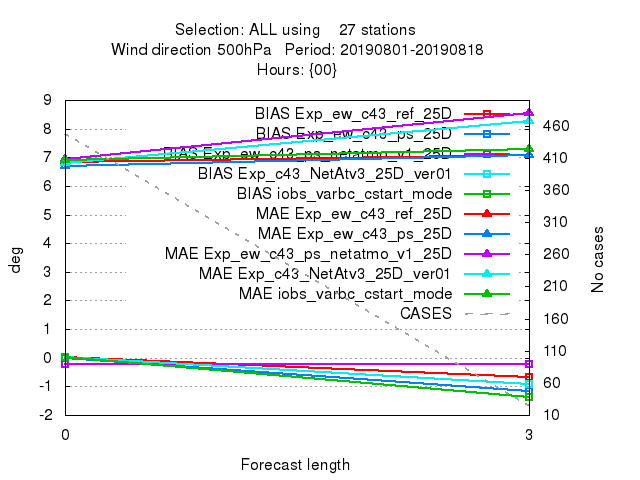 Selection: ALL using 27 stations
Wind direction 500hPa Period: 20190801-20190818
Hours: {00}
BIAS Exp_ew_c43_ref_25D
BIAS Exp_ew_c43_ps_25D
BIAS Exp_ew_c43_ps_netatmo_v1_25D
BIAS Exp_c43_NetAtv3_25D_ver01
BIAS iobs_varbc_cstart_mode
MAE Exp_ew_c43_ref_25D
MAE Exp_ew_c43_ps_25D
MAE Exp_ew_c43_ps_netatmo_v1_25D
MAE Exp_c43_NetAtv3_25D_ver01
MAE iobs_varbc_cstart_mode
CASES
9
8
7
6
5
4
3
2
1
0
-1
-2
deg
460
410
360
310
260
210
160
110
60
10
No cases
0 3
Forecast length